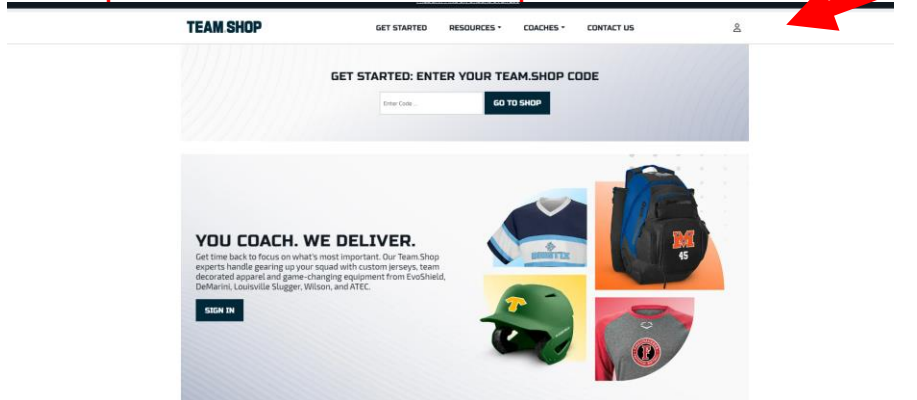 TEAM SHOP
GET STARTED
RESOURCES
COACHES
CONTACT US
GET STARTED: ENTER YOUR TEAM.SHOP CODE
Enter Code ...
GO TO SHOP
YOU COACH. WE DELIVER.
Get time back to focus on what's most important. Our Team.Shop
experts handle gearing up your squad with custom jerseys, team
decorated apparel and game-changing equipment from EvoShield,
DeMarini, Louisville Slugger, Wilson, and ATEC.
SIGN IN
M
45
T
F